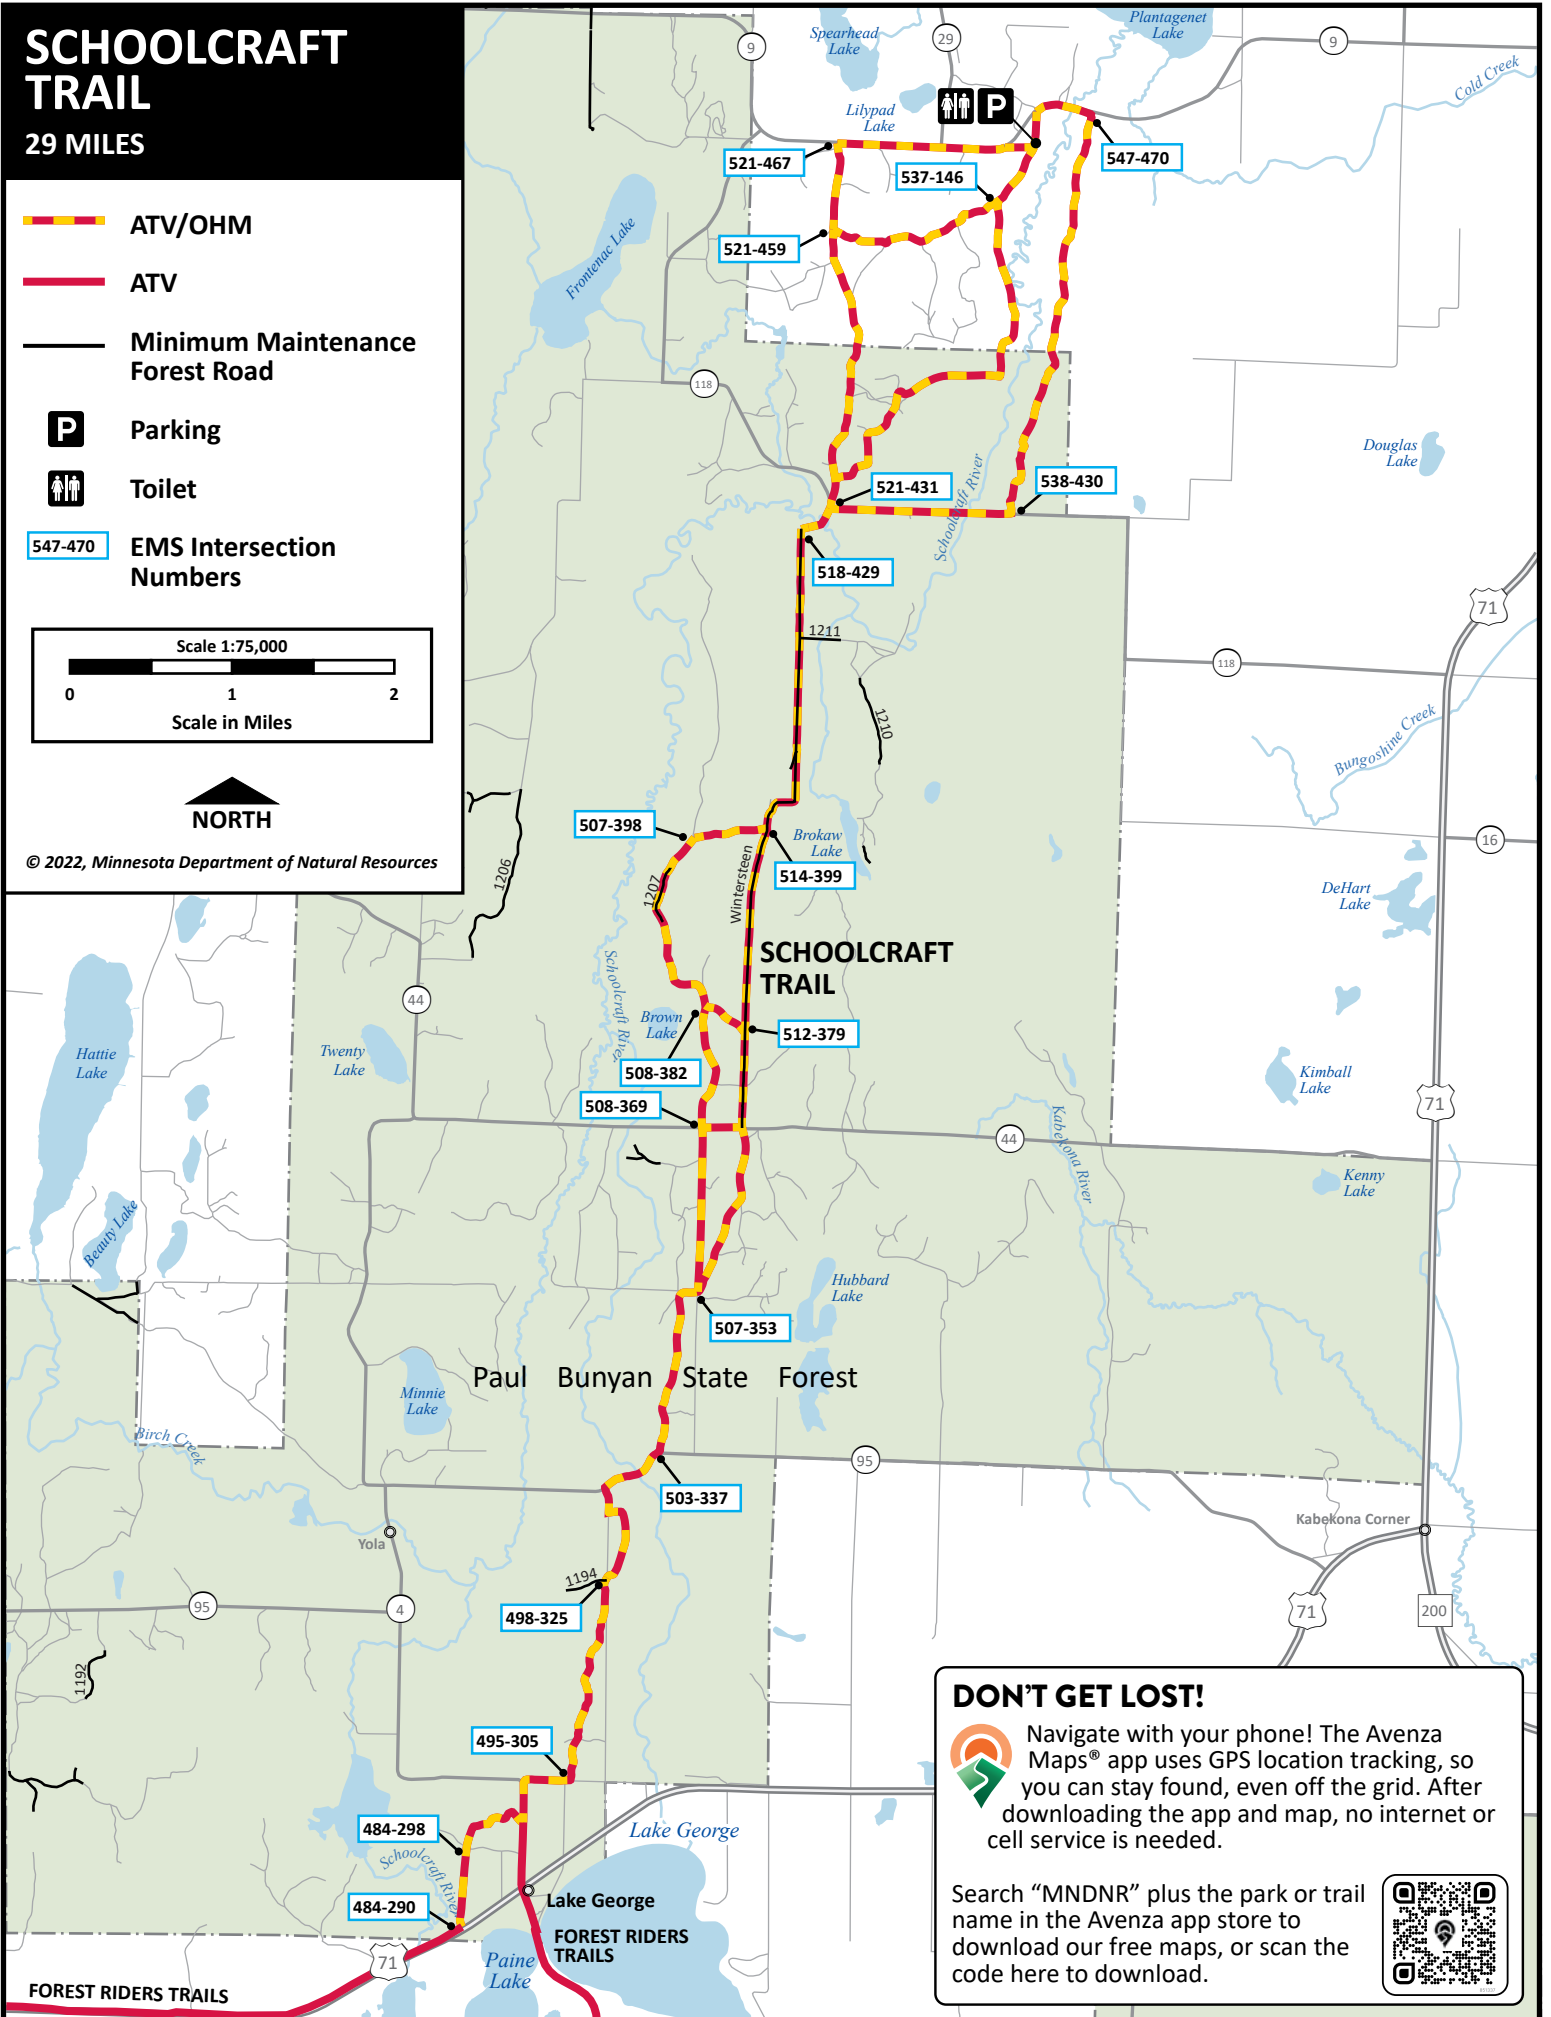 SCHOOLCRAFT
TRAIL
29 MILES
ATV/OHM
ATV
Minimum Maintenance
Forest Road
P
Parking
Toilet
547-470
EMS Intersection
Numbers
Scale 1:75,000
0 1 2
Scale in Miles
NORTH
© 2022, Minnesota Department of Natural Resources
Plantagenet
Lake
Spearhead
Lake
9
29
9
Cold Creek
Lilypad
Lake
P
521-467
547-470
537-146
521-459
Frontenac Lake
118
Douglas
Lake
521-431
538-430
Schoolcraft River
518-429
71
1211
118
1210
Bungoshine Creek
507-398
Brokaw
Lake
16
514-399
1206
1207
Wintersteen
DeHart
Lake
SCHOOLCRAFT
TRAIL
44
Schoolcraft River
Brown
Lake
512-379
Hattie
Lake
Twenty
Lake
508-382
Kimball
Lake
508-369
71
44
Kabekona River
Kenny
Lake
Beauty Lake
Hubbard
Lake
507-353
Paul Bunyan State Forest
Minnie
Lake
Birch Creek
95
503-337
Kabekona Corner
Yola
1194
95
4
498-325
71
200
1192
495-305
484-298
Lake George
Schoolcraft River
484-290
Lake George
FOREST RIDERS
TRAILS
71
Paine
Lake
FOREST RIDERS TRAILS
DON'T GET LOST!
Navigate with your phone! The Avenza
Maps® app uses GPS location tracking, so
you can stay found, even off the grid. After
downloading the app and map, no internet or
cell service is needed.
Search “MNDNR” plus the park or trail
name in the Avenza app store to
download our free maps, or scan the
code here to download.